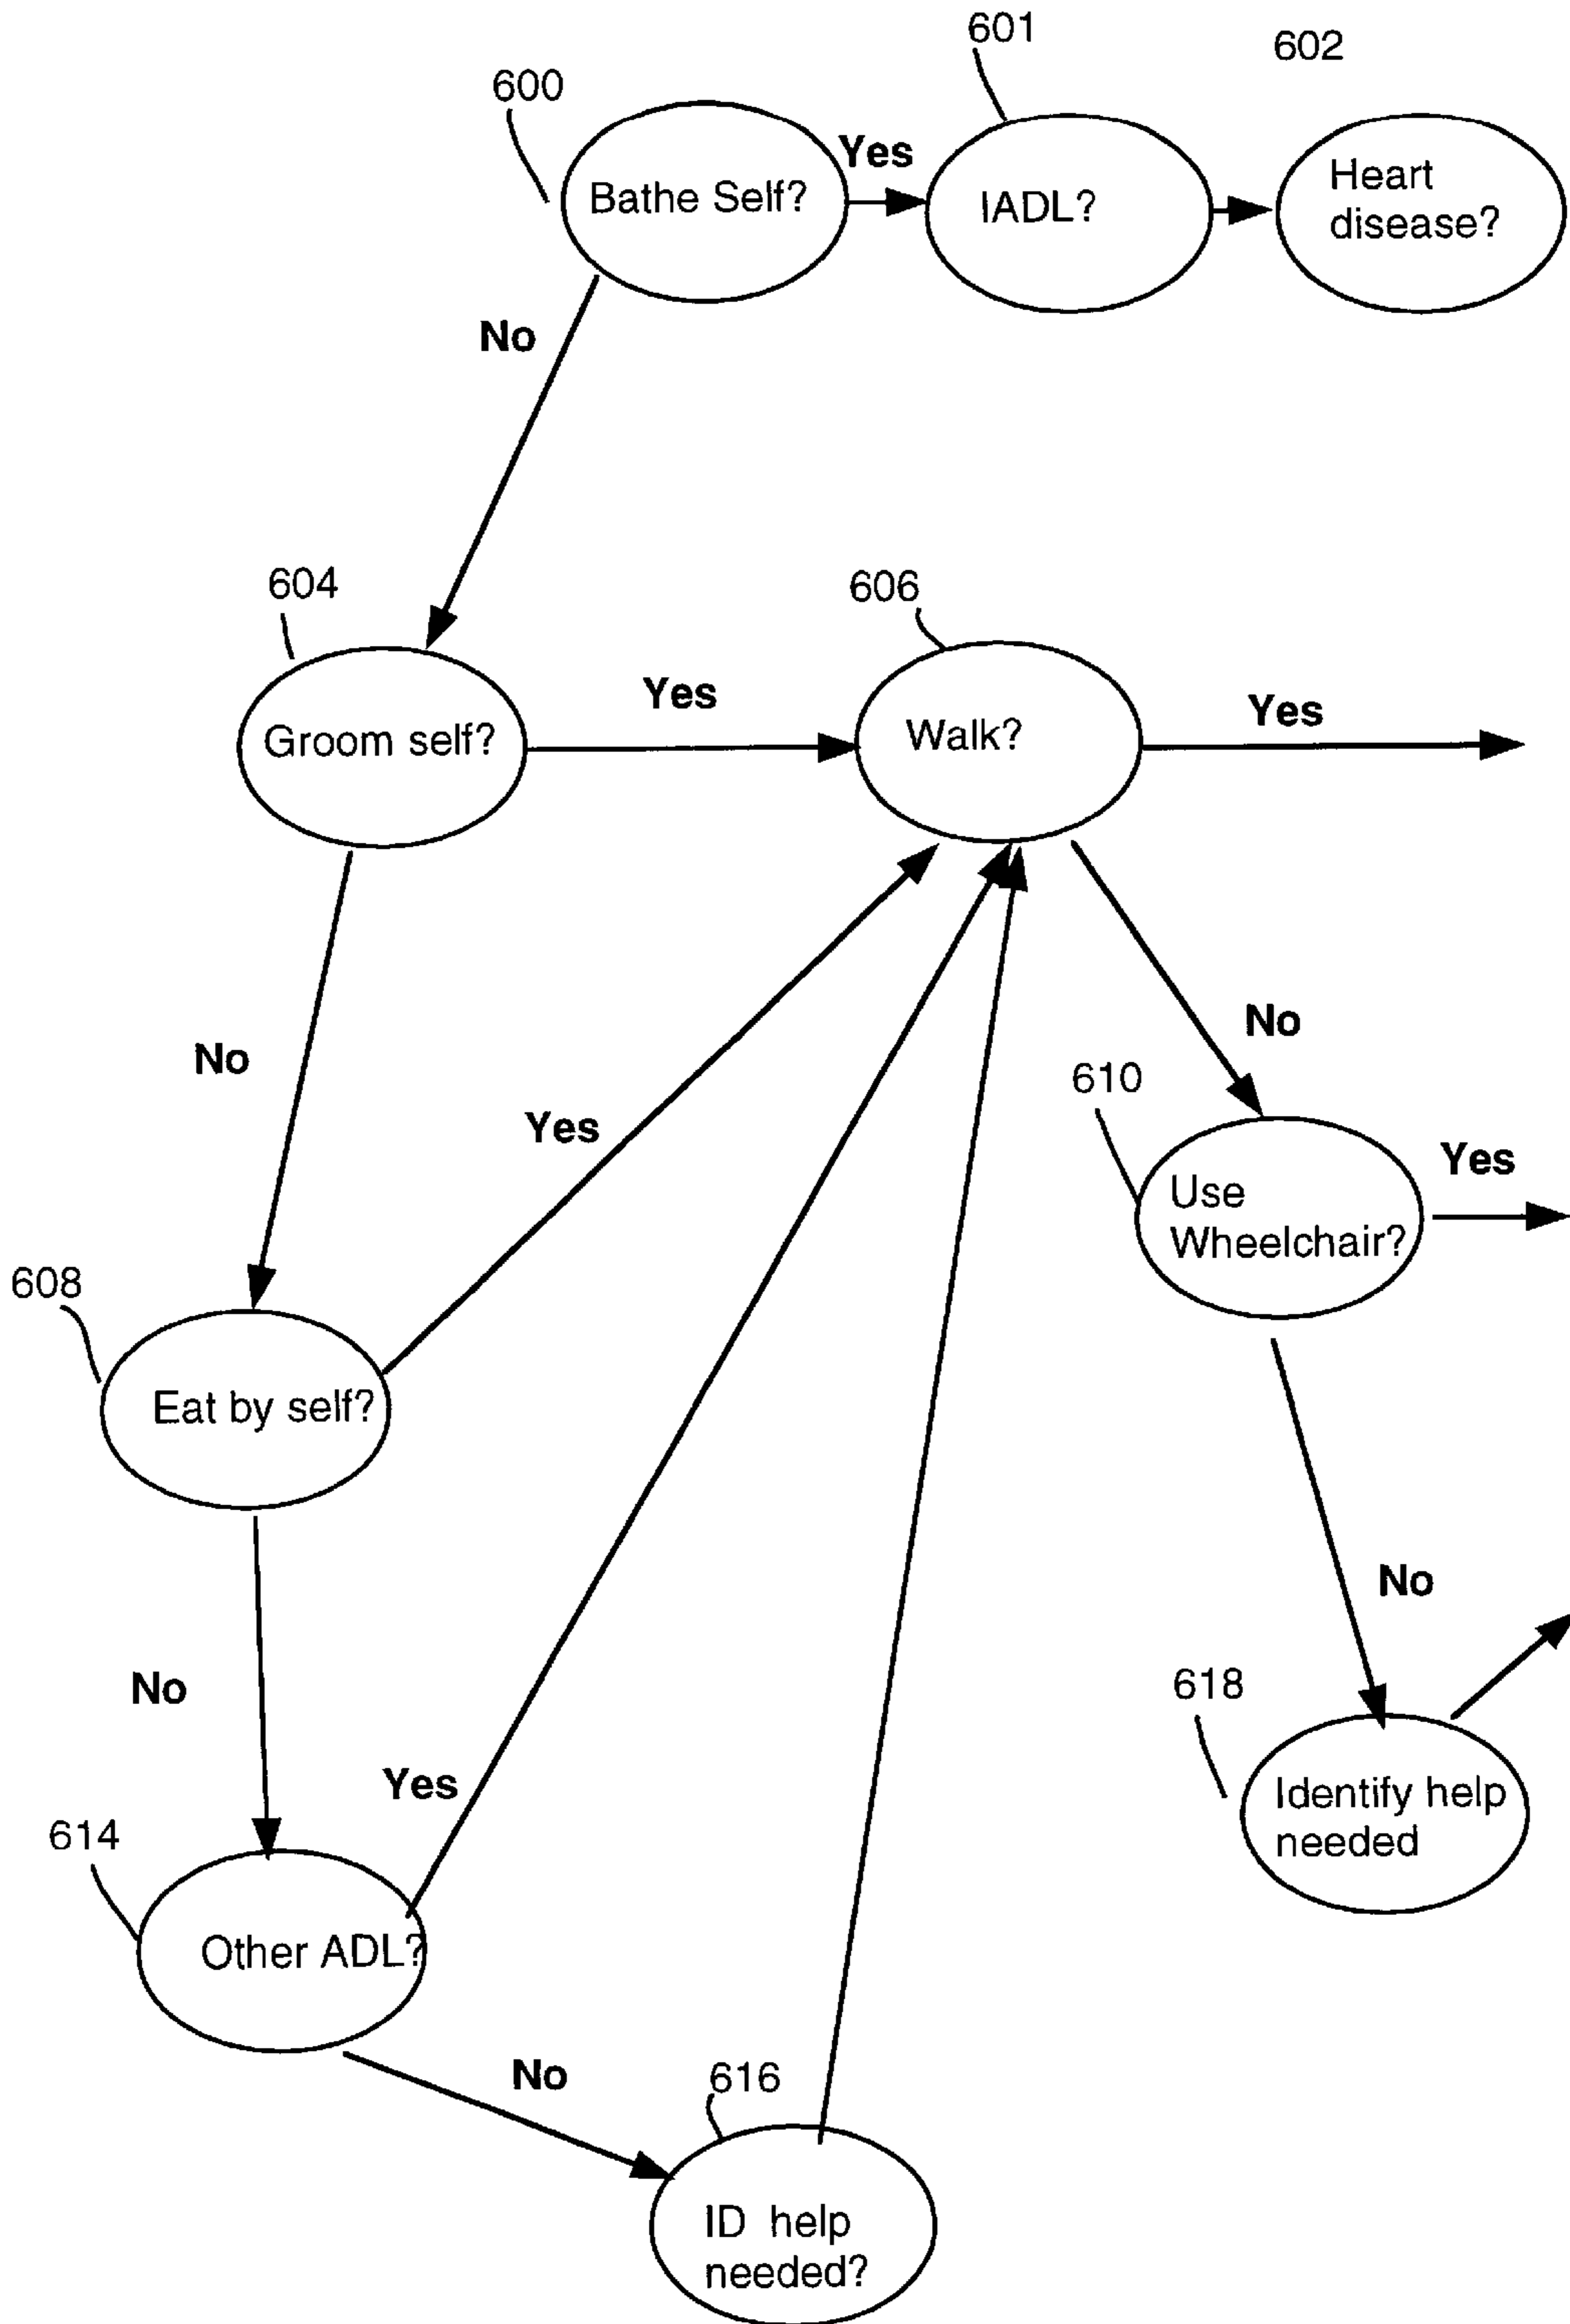 601
602
600
Yes
Bathe Self?
IADL?
Heart
disease?
No
604
606
Yes
Yes
Groom self?
Walk?
No
No
610
Yes
Yes
Use
Wheelchair?
608
Eat by self?
No
No
618
Yes
Identify help
needed
614
Other ADL?
No
616
ID help
needed?